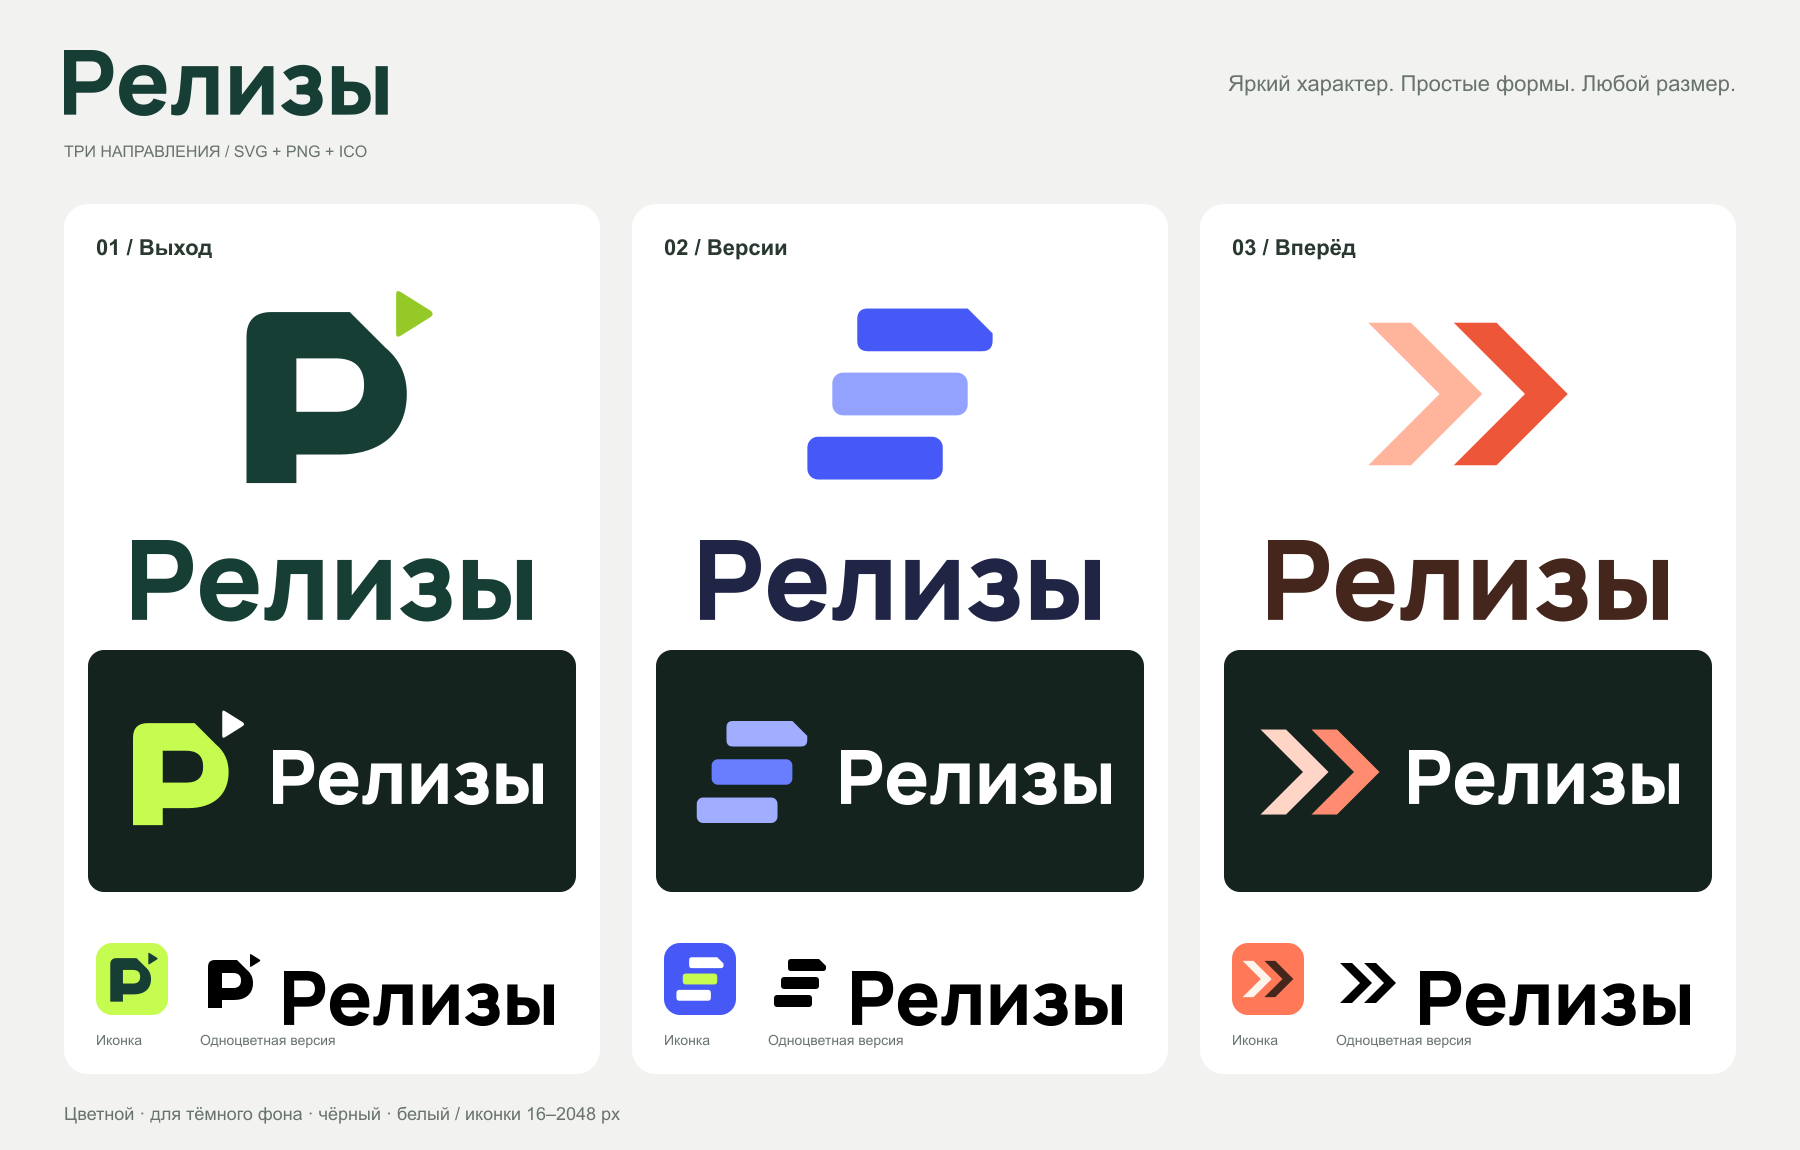 Релизы
Яркий характер. Простые формы. Любой размер.
ТРИ НАПРАВЛЕНИЯ / SVG + PNG + ICO
01 / Выход
Релизы
Релизы
Релизы
Иконка
Одноцветная версия
02 / Версии
Релизы
Релизы
Релизы
Иконка
Одноцветная версия
03 / Вперёд
Релизы
Релизы
Релизы
Иконка
Одноцветная версия
Цветной · для тёмного фона · чёрный · белый / иконки 16–2048 px